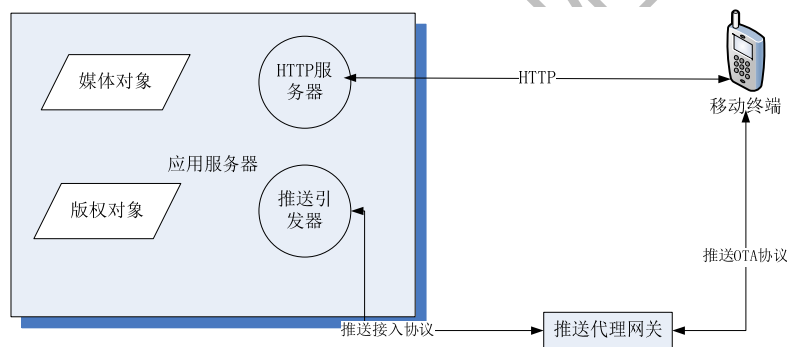 媒体对象
HTTP服
务器
HTTP
移动终端
应用服务器
版权对象
推送引
发器
推送OTA协议
推送接入协议
推送代理网关